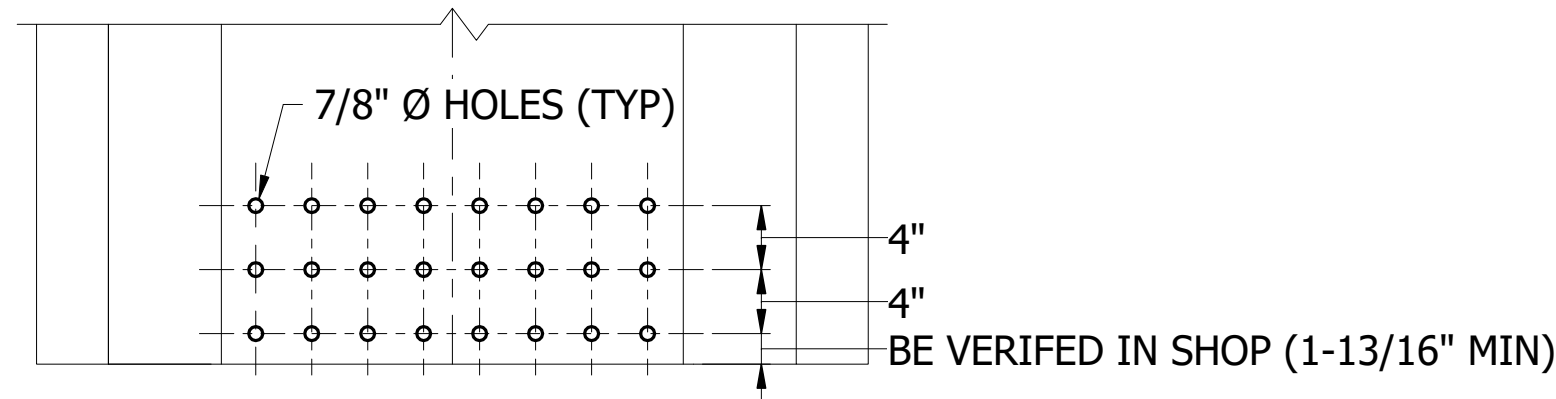 7/8" Ø HOLES (TYP)
4"
4"
BE VERIFED IN SHOP (1-13/16" MIN)